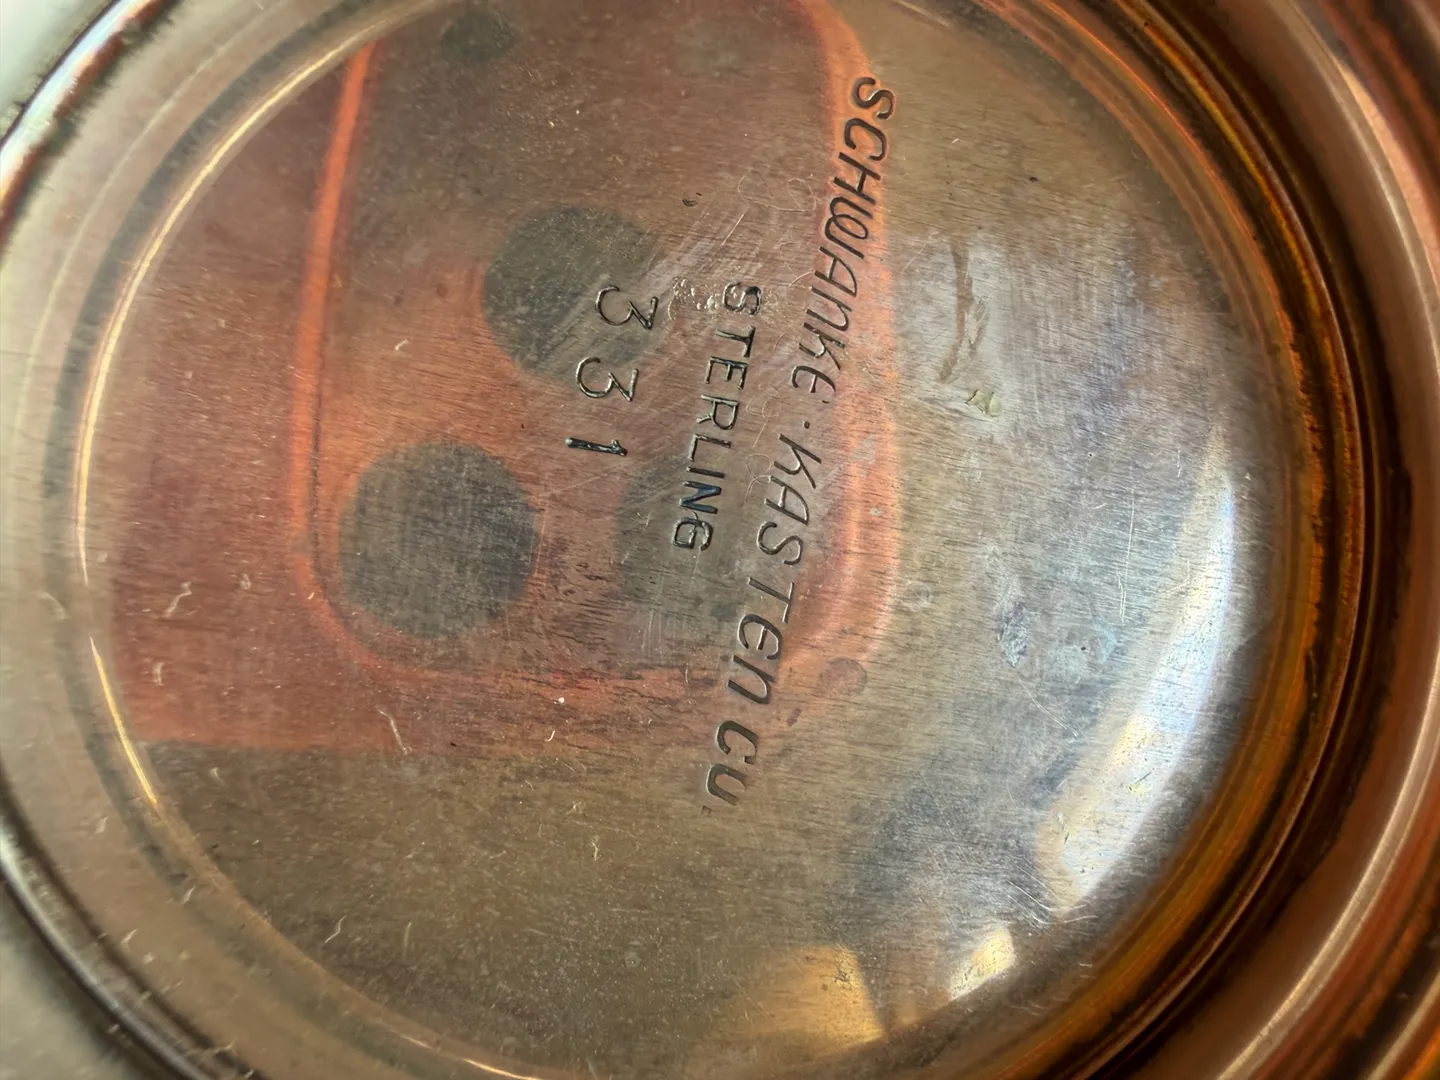 SCHWANKE·KASTEN CO.
STERLING
331